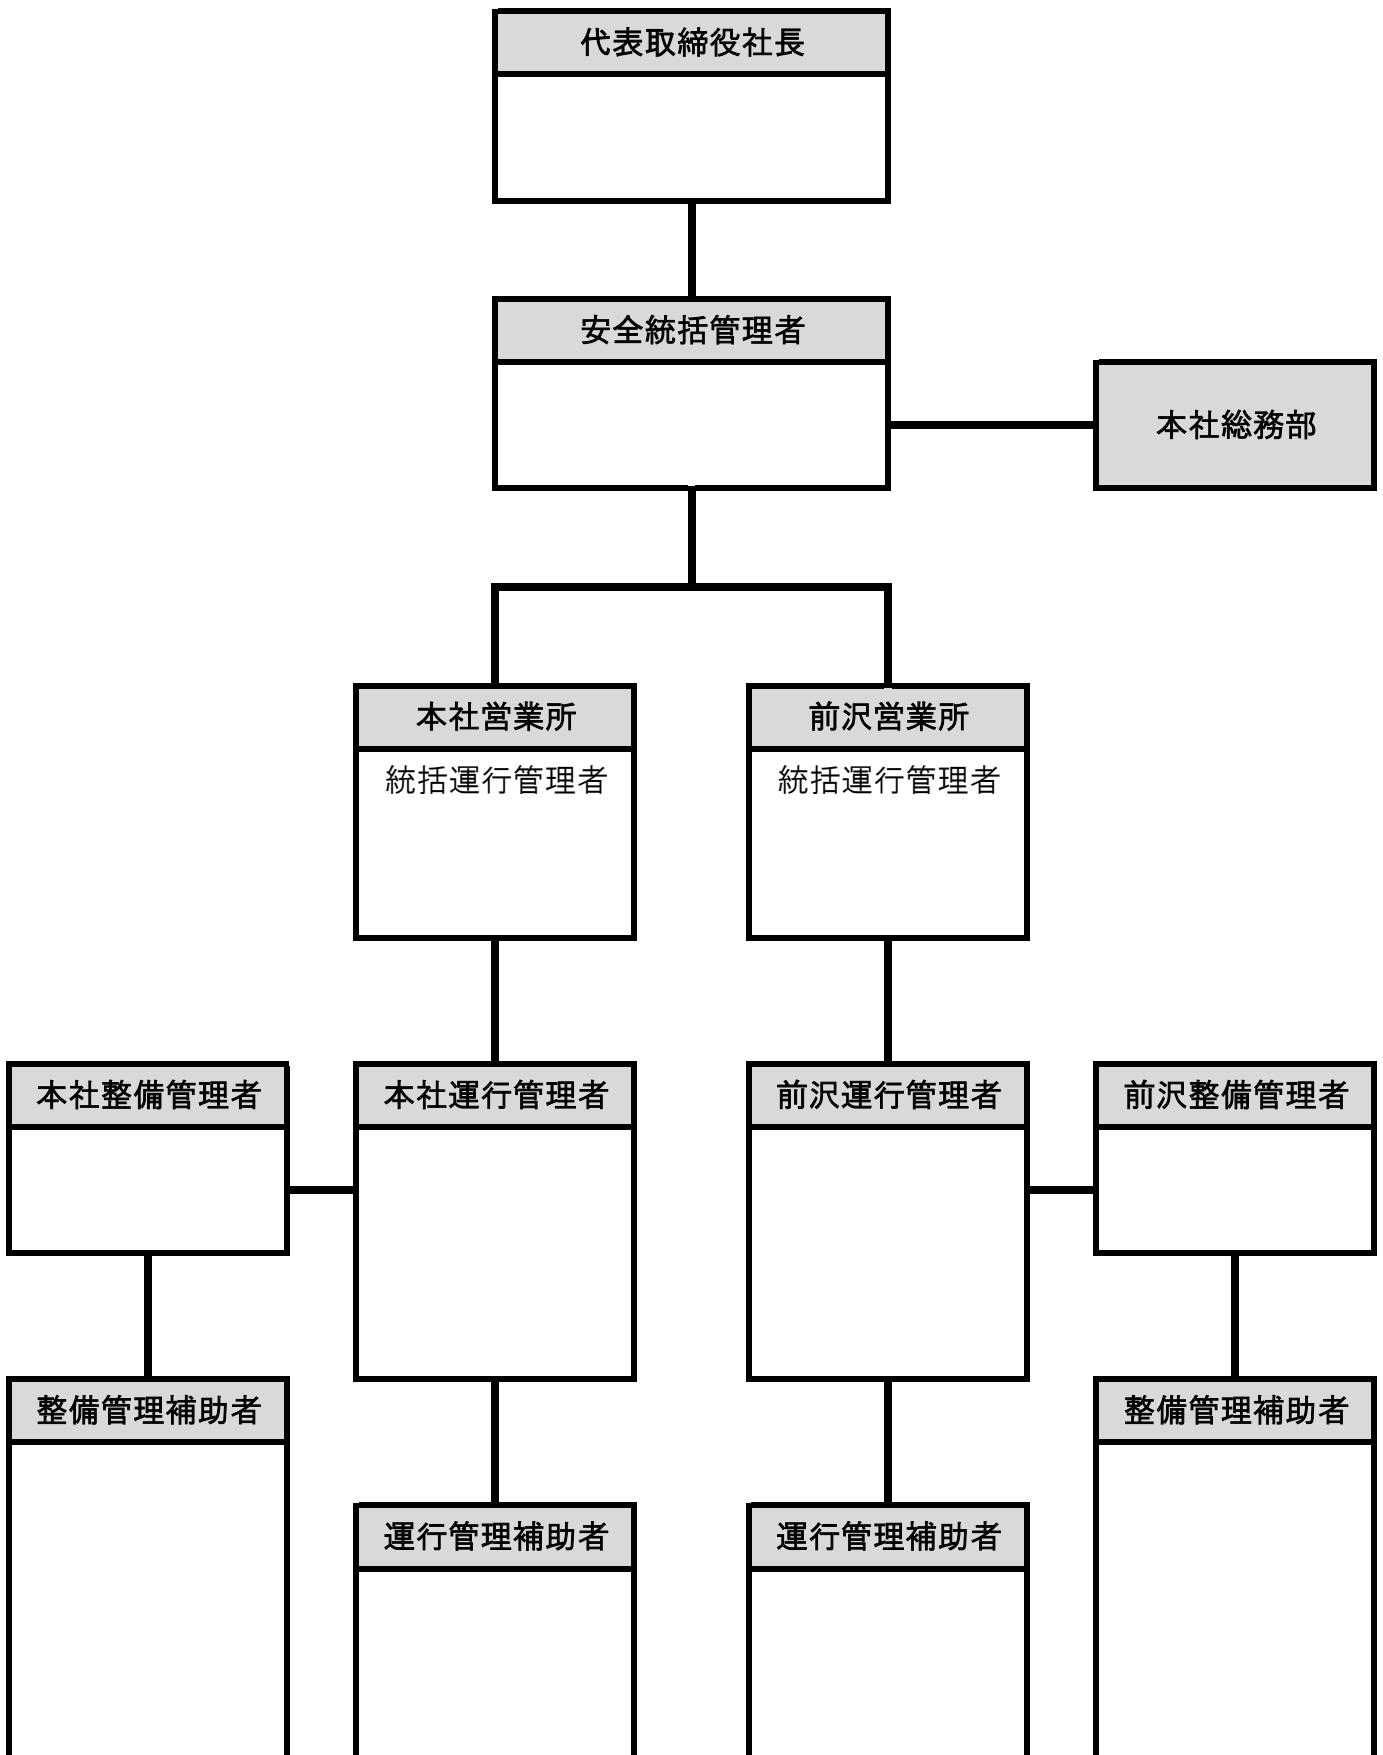 代表取締役社長
安全統括管理者
本社総務部
本社営業所
前沢営業所
統括運行管理者
統括運行管理者
本社整備管理者
本社運行管理者
前沢運行管理者
前沢整備管理者
整備管理補助者
整備管理補助者
運行管理補助者
運行管理補助者